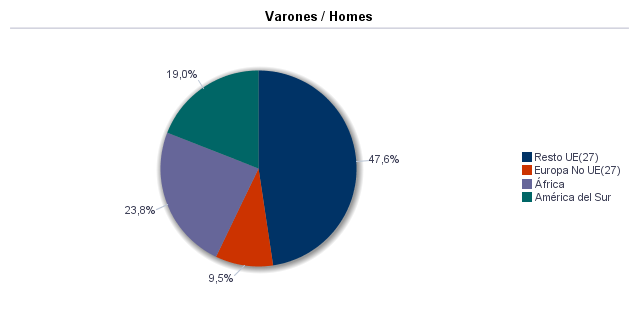 Varones / Homes
19,0%
47,6%
23,8%
9,5%
Resto UE(27)
Europa No UE(27)
África
América del Sur